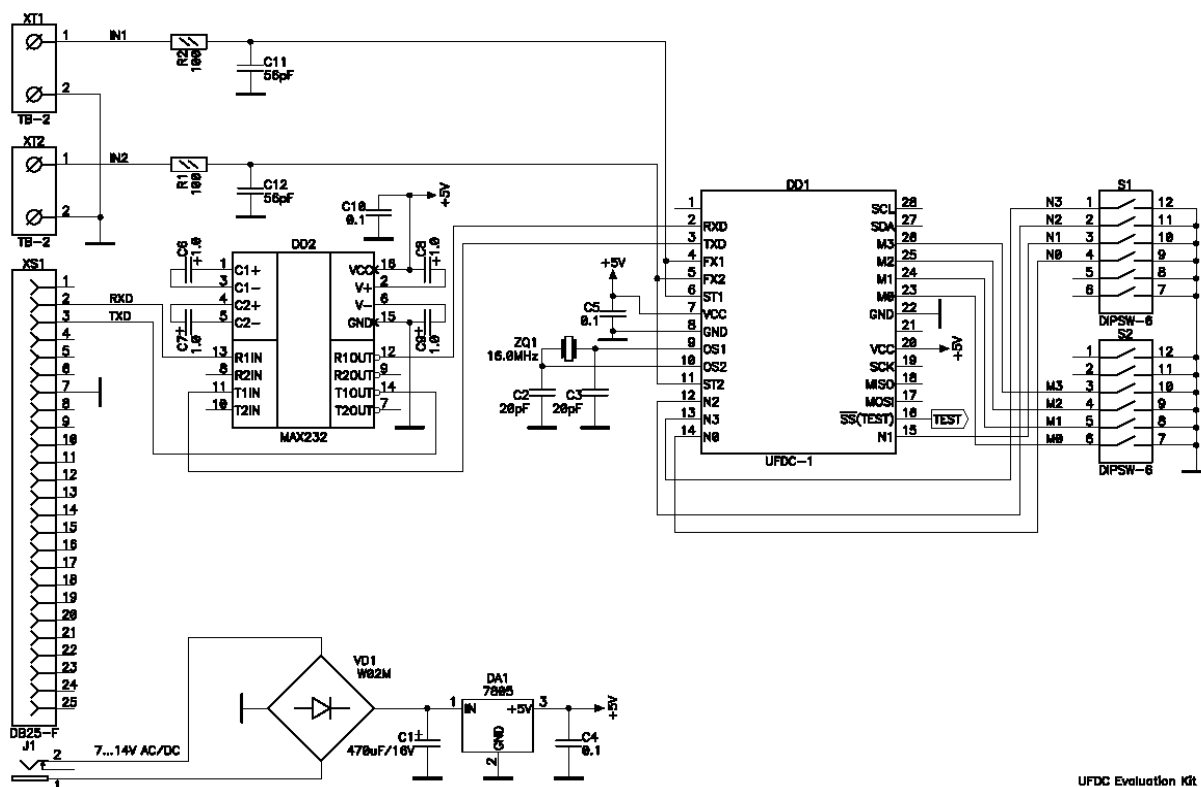 XT1
1 IN1
R2
100
C11
56pF
2
TB-2
XT2
1 IN2
R1
100
C12
56pF
2
TB-2
XS1
1
2 RXD
3 TXD
4
5
6
7
8
9
10
11
12
13
14
15
16
17
18
19
20
21
22
23
24
25
DB25-F
J1
2
1
7...14V AC/DC
C10
0.1
+5V
DD2
C6
+1.0
C8
+1.0
C7
+
1.0
C9
+
1.0
1 C1+ VCC 16
3 C1- V+ 2
4 C2+ V- 6
5 C2- GND 15
13 R1IN R1OUT 12
8 R2IN R2OUT 9
11 T1IN T1OUT 14
10 T2IN T2OUT 7
MAX232
+5V
C5
0.1
ZQ1
16.0MHz
C2
20pF
C3
20pF
DD1
1 SCL 28
2 RXD SDA 27
3 TXD M3 26
4 FX1 M2 25
5 FX2 M1 24
6 ST1 M0 23
7 VCC GND 22
8 GND 21
9 OS1 VCC 20
10 OS2 SCK 19
11 ST2 MISO 18
12 N2 MOSI 17
13 N3 SS(TEST) 16
14 N0 N1 15
UFDC-1
+5V
TEST
S1
N3 1 12
N2 2 11
N1 3 10
N0 4 9
5 8
6 7
DIPSW-6
S2
1 12
2 11
M3 3 10
M2 4 9
M1 5 8
M0 6 7
DIPSW-6
VD1
W02M
C1
+
470uF/16V
DA1
7805
1 IN +5V 3
GND
2
C4
0.1
+5V
UFDC Evaluation Kit